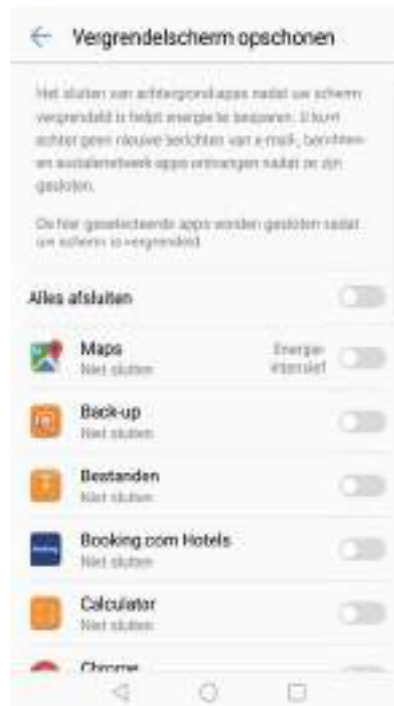 Vergrendelscherm opschonen
Het sluiten van achtergrond-apps nadat uw scherm
vergrendeld is helpt energie te besparen. U kunt
echter geen nieuwe berichten van e-mail-, berichten-
en socialenetwerk-apps ontvangen nadat ze zijn
gesloten.
De hier geselecteerde apps worden gesloten nadat
uw scherm is vergrendeld.
Alles afsluiten
Maps
Niet sluiten
Energie-
intensief
Back-up
Niet sluiten
Bestanden
Niet sluiten
Booking.com Hotels
Niet sluiten
Calculator
Niet sluiten
Chrome